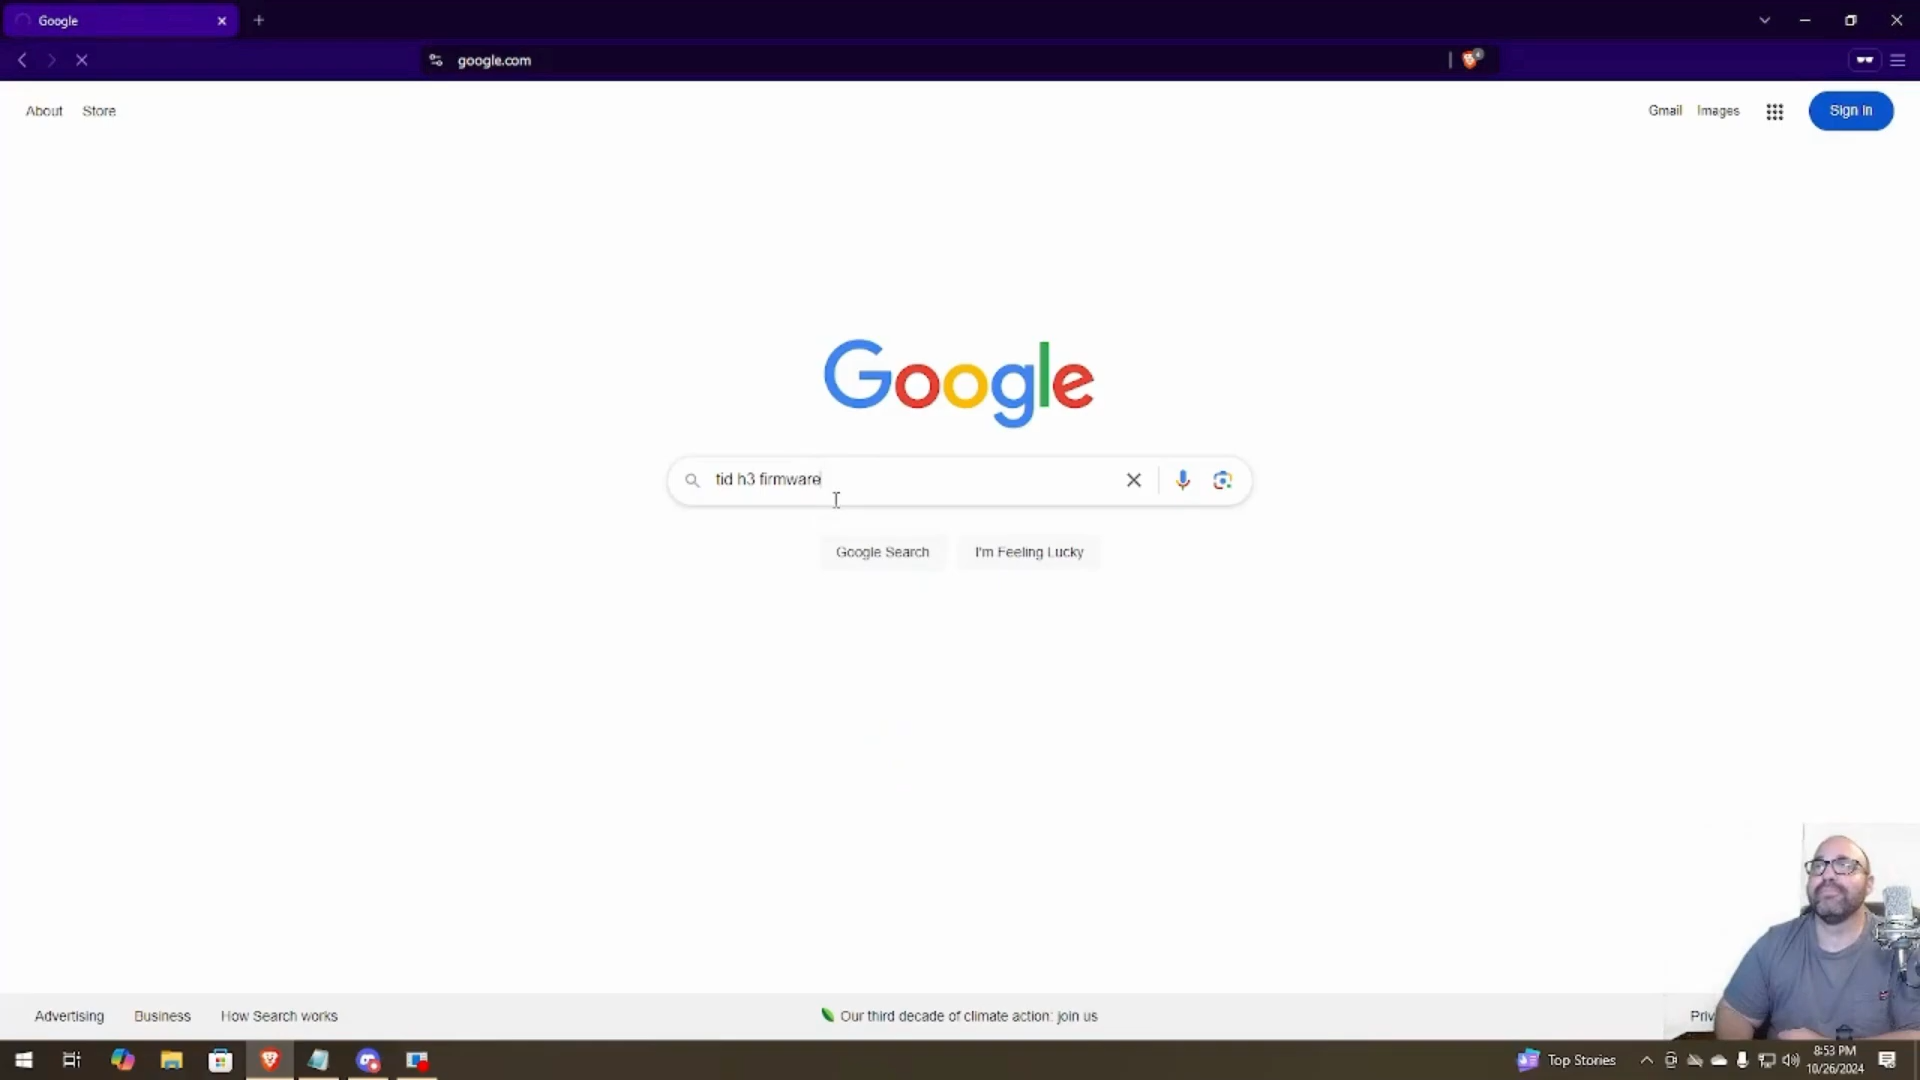 Google
google.com
About Store
Gmail Images Sign in
Google
tid h3 firmware
Google Search I'm Feeling Lucky
Advertising Business How Search works
Our third decade of climate action: join us
Top Stories
8:53 PM
10/26/2024